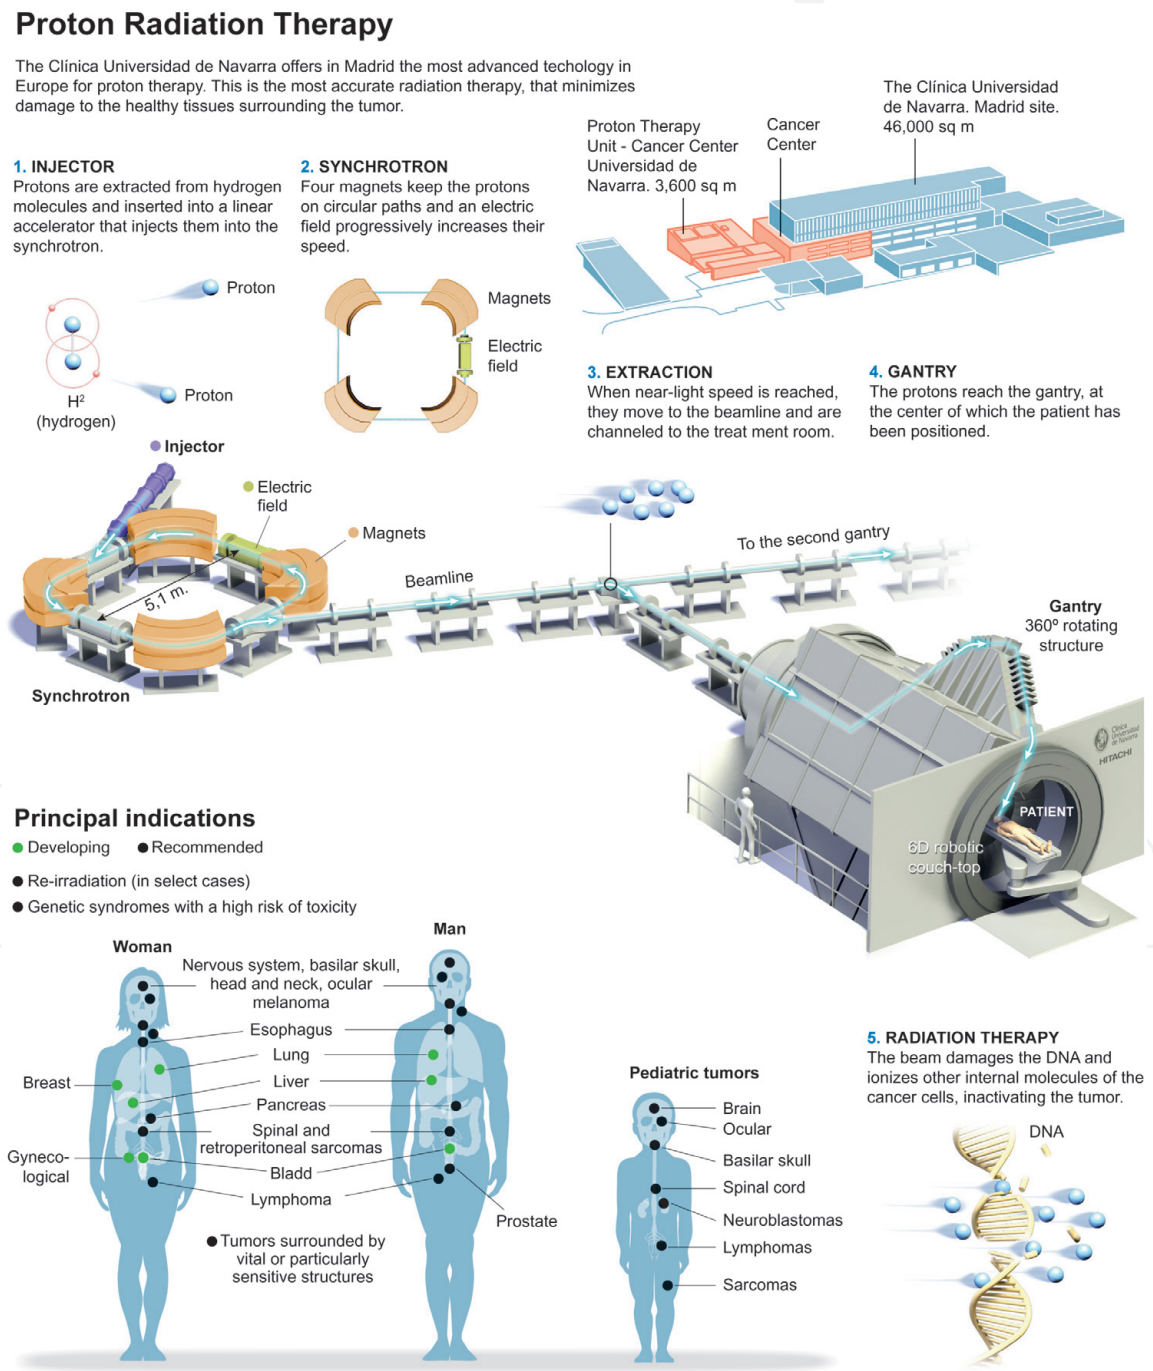 Proton Radiation Therapy
The Clínica Universidad de Navarra offers in Madrid the most advanced techology in
Europe for proton therapy. This is the most accurate radiation therapy, that minimizes
damage to the healthy tissues surrounding the tumor.
The Clínica Universidad
de Navarra. Madrid site.
46,000 sq m
Cancer
Center
Proton Therapy
Unit - Cancer Center
Universidad de
Navarra. 3,600 sq m
1. INJECTOR
Protons are extracted from hydrogen
molecules and inserted into a linear
accelerator that injects them into the
synchrotron.
Proton
Proton
H²
(hydrogen)
2. SYNCHROTRON
Four magnets keep the protons
on circular paths and an electric
field progressively increases their
speed.
Magnets
Electric
field
3. EXTRACTION
When near-light speed is reached,
they move to the beamline and are
channeled to the treat ment room.
4. GANTRY
The protons reach the gantry, at
the center of which the patient has
been positioned.
Injector
Electric
field
Magnets
5,1 m.
Synchrotron
Beamline
To the second gantry
Gantry
360º rotating
structure
Clínica
Universidad
de Navarra
HITACHI
PATIENT
6D robotic
couch-top
Principal indications
Developing
Recommended
Re-irradiation (in select cases)
Genetic syndromes with a high risk of toxicity
Woman
Man
Nervous system, basilar skull,
head and neck, ocular
melanoma
Esophagus
Lung
Breast
Liver
Pancreas
Spinal and
retroperitoneal sarcomas
Gyneco-
logical
Bladd
Lymphoma
Prostate
Tumors surrounded by
vital or particularly
sensitive structures
Pediatric tumors
Brain
Ocular
Basilar skull
Spinal cord
Neuroblastomas
Lymphomas
Sarcomas
5. RADIATION THERAPY
The beam damages the DNA and
ionizes other internal molecules of the
cancer cells, inactivating the tumor.
DNA